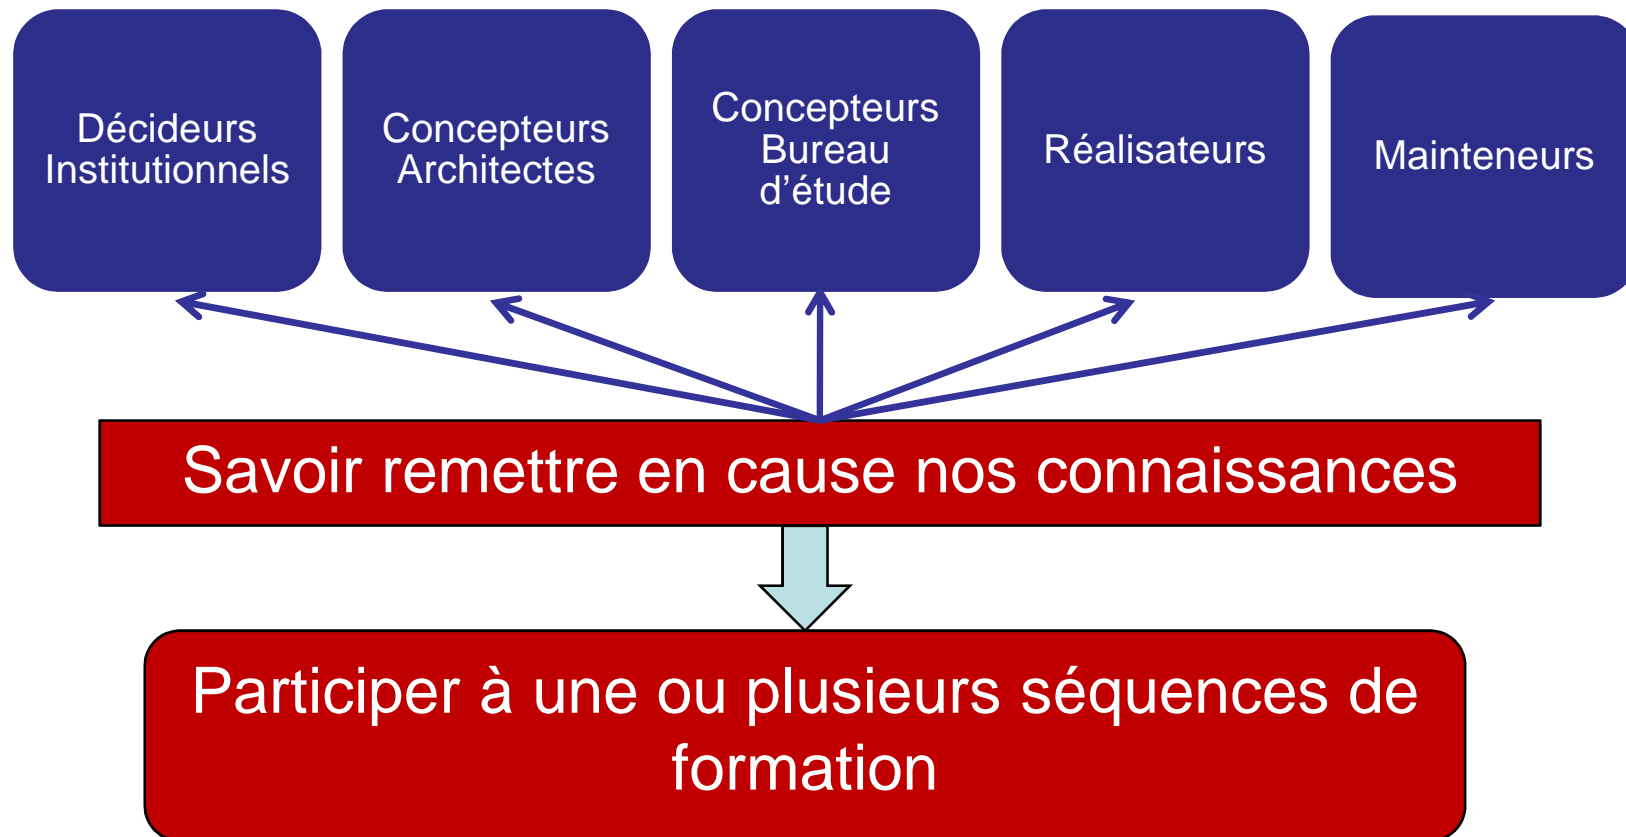 Décideurs
Institutionnels
Concepteurs
Architectes
Concepteurs
Bureau
d’étude
Réalisateurs
Mainteneurs
Savoir remettre en cause nos connaissances
Participer à une ou plusieurs séquences de
formation